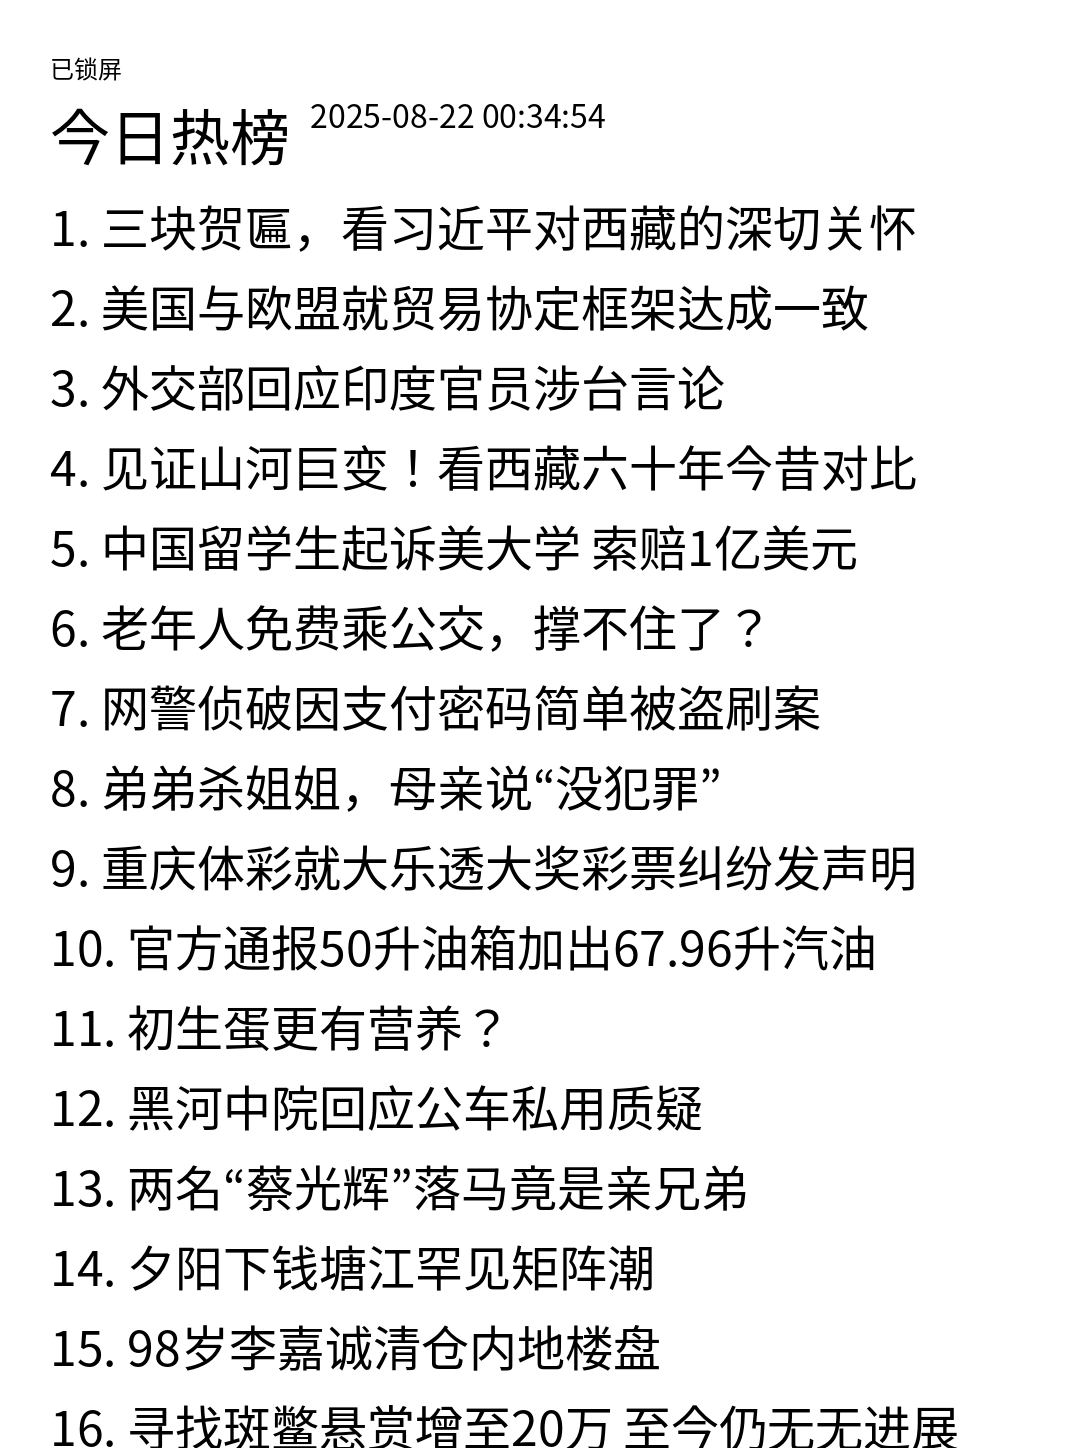 已锁屏
今日热榜 2025-08-22 00:34:54
1. 三块贺匾，看习近平对西藏的深切关怀
2. 美国与欧盟就贸易协定框架达成一致
3. 外交部回应印度官员涉台言论
4. 见证山河巨变！看西藏六十年今昔对比
5. 中国留学生起诉美大学 索赔1亿美元
6. 老年人免费乘公交，撑不住了？
7. 网警侦破因支付密码简单被盗刷案
8. 弟弟杀姐姐，母亲说“没犯罪”
9. 重庆体彩就大乐透大奖彩票纠纷发声明
10. 官方通报50升油箱加出67.96升汽油
11. 初生蛋更有营养？
12. 黑河中院回应公车私用质疑
13. 两名“蔡光辉”落马竟是亲兄弟
14. 夕阳下钱塘江罕见矩阵潮
15. 98岁李嘉诚清仓内地楼盘
16. 寻找斑鳖悬赏增至20万 至今仍无无进展